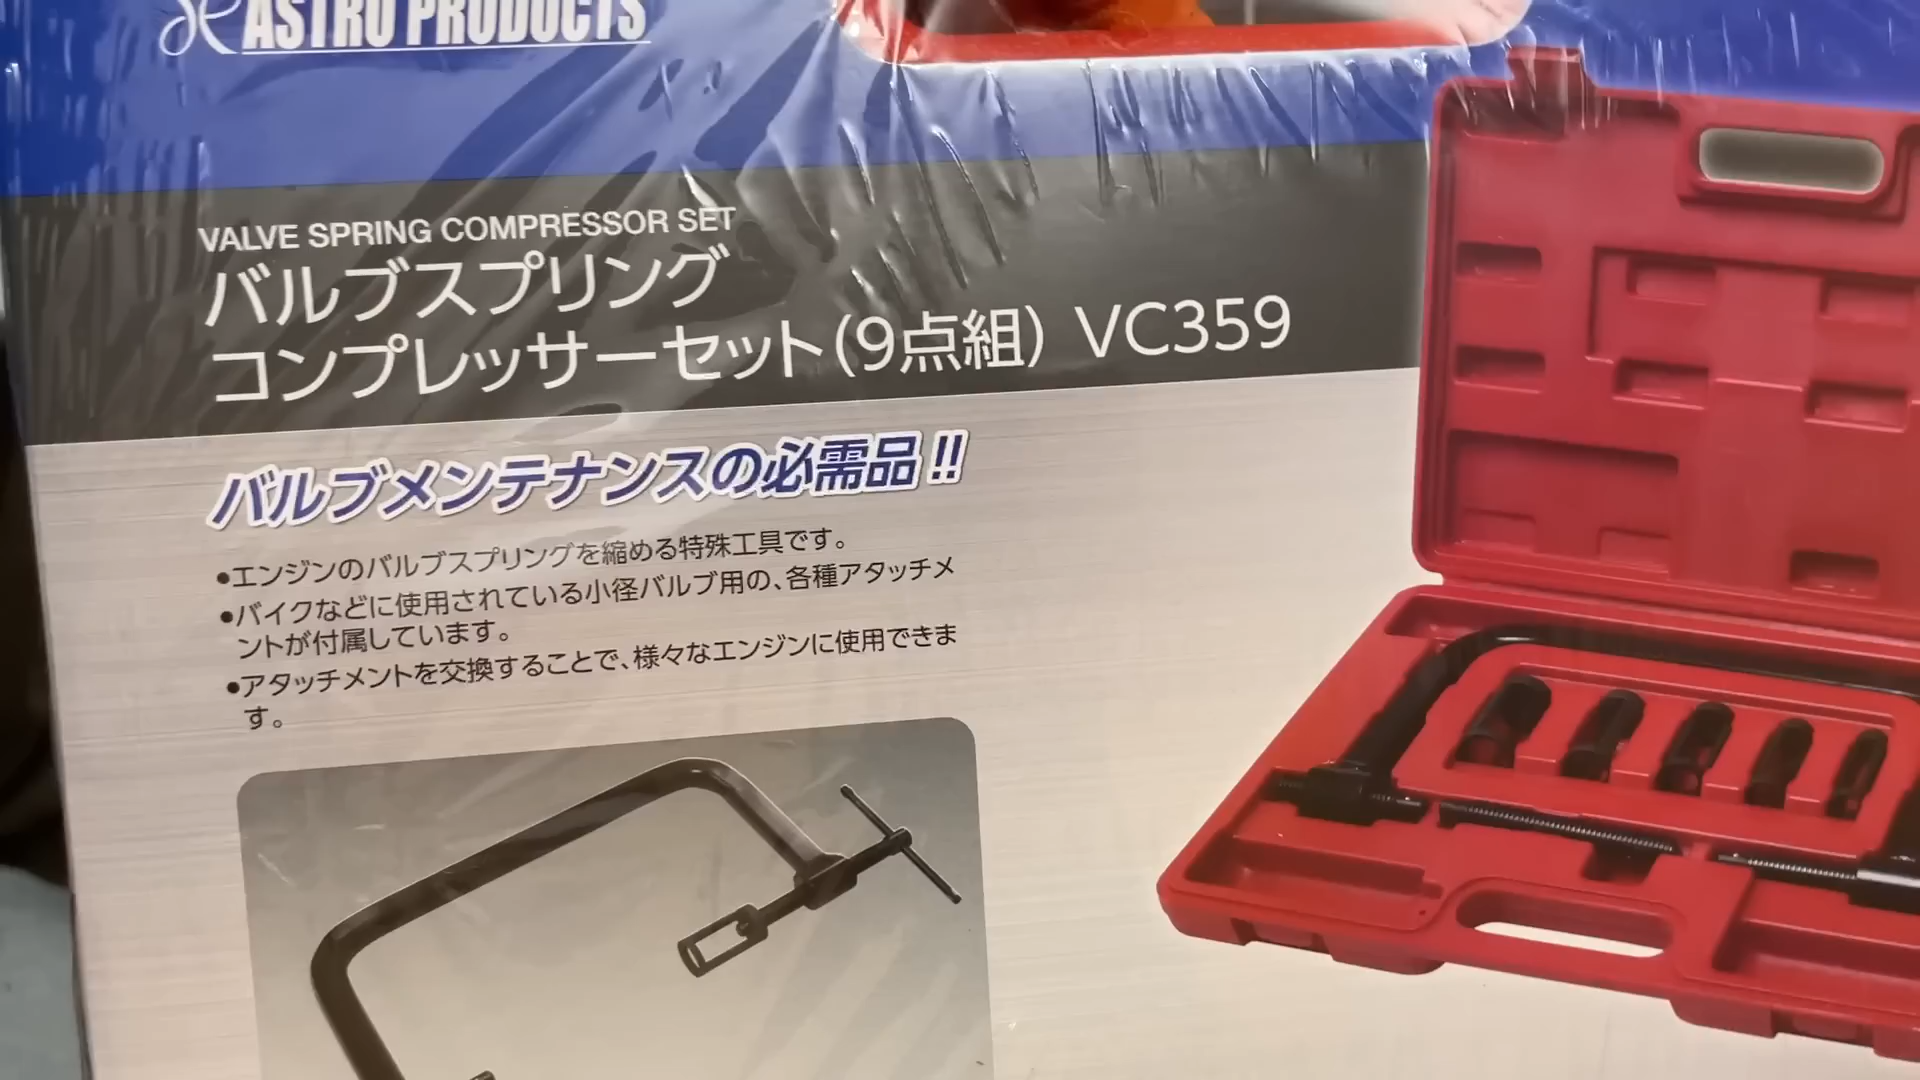 ASTRO PRODUCTS
VALVE SPRING COMPRESSOR SET
バルブスプリング
コンプレッサーセット(9点組) VC359
バルブメンテナンスの必需品!!
●エンジンのバルブスプリングを縮める特殊工具です。
●バイクなどに使用されている小径バルブ用の、各種アタッチメ
ントが付属しています。
●アタッチメントを交換することで、様々なエンジンに使用できま
す。